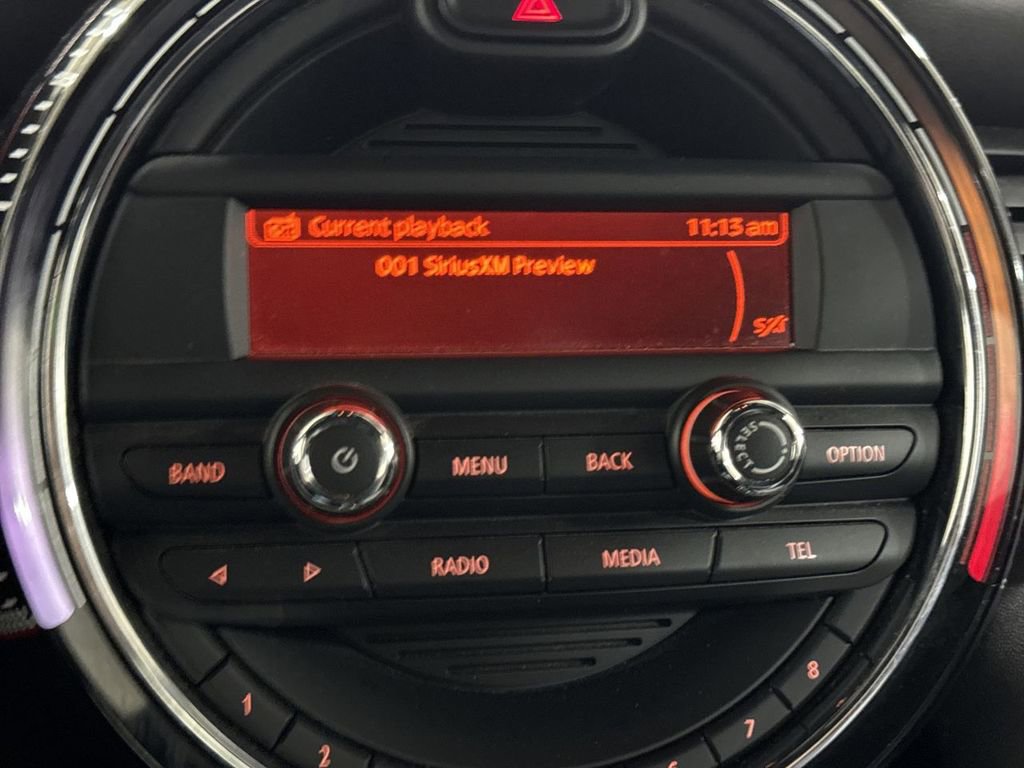 Current playback 11:13 am
001 SiriusXM Preview
BAND MENU BACK SELECT OPTION
RADIO MEDIA TEL
1 8
2 7